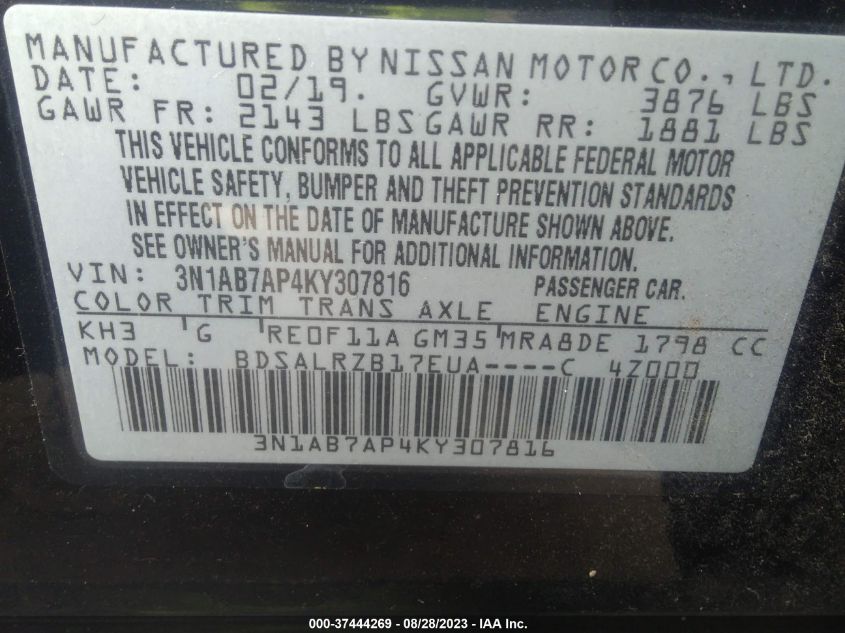 MANUFACTURED BY NISSAN MOTOR CO., LTD.
DATE: 02/19. GVWR: 3876 LBS
GAWR FR: 2143 LBS GAWR RR: 1881 LBS
THIS VEHICLE CONFORMS TO ALL APPLICABLE FEDERAL MOTOR
VEHICLE SAFETY, BUMPER AND THEFT PREVENTION STANDARDS
IN EFFECT ON THE DATE OF MANUFACTURE SHOWN ABOVE.
SEE OWNER'S MANUAL FOR ADDITIONAL INFORMATION.
VIN: 3N1AB7AP4KY307816 PASSENGER CAR.
COLOR TRIM TRANS AXLE ENGINE
KH3 G RE0F11A GM35 MRA8DE 1798 CC
MODEL: BDSALRZB17EUA----C 4Z000
3N1AB7AP4KY307816
000-37444269 - 08/28/2023 - IAA Inc.